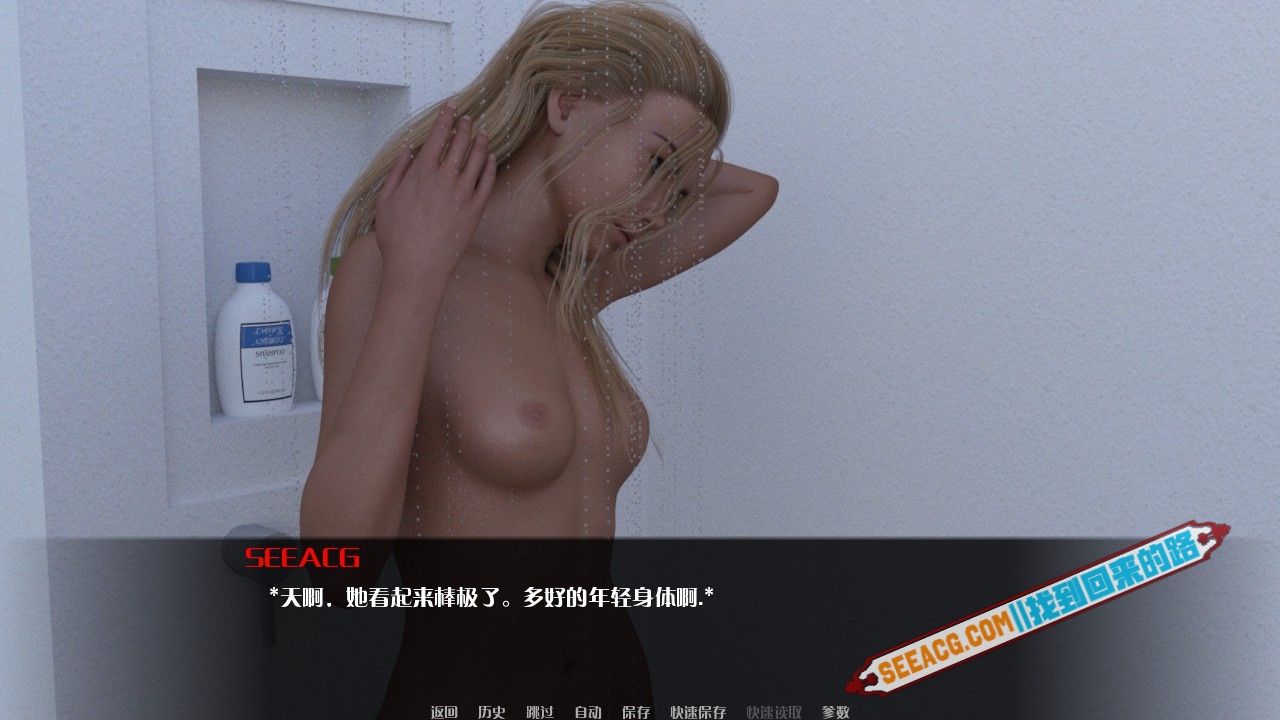 SHAMPOO
SEEACG
*天啊，她看起来棒极了。多好的年轻身体啊.*
SEEACG.COM||找到回来的路
返回 历史 跳过 自动 保存 快速保存 快速读取 参数